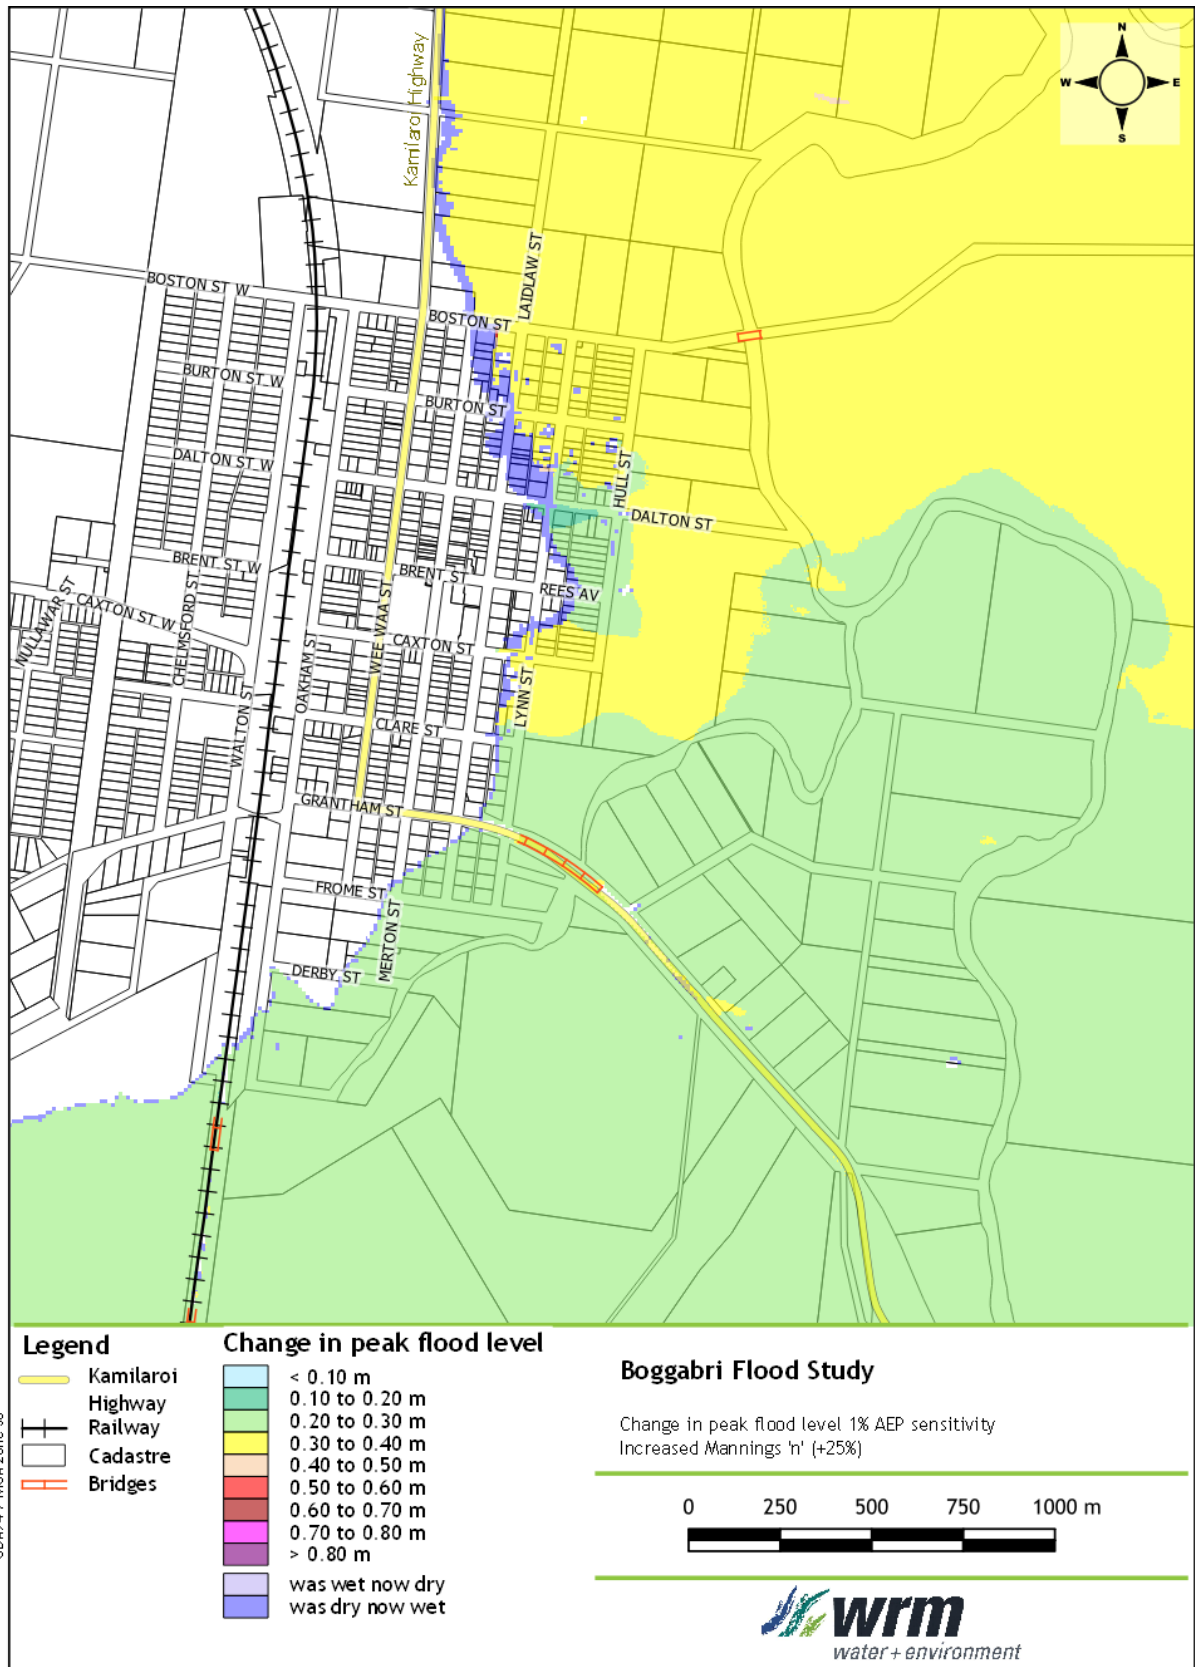 N
W
E
S
Kamilaroi Highway
LAIDLAW ST
BOSTON ST W
BOSTON ST
BURTON ST W
BURTON ST
DALTON ST W
HULL ST
DALTON ST
BRENT ST W
BRENT ST
REES AV
NULLAWAR ST
CAXTON ST W
CHELMSFORD ST
WEE WAA ST
CAXTON ST
OAKHAM ST
WALTON ST
LYNN ST
CLARE ST
GRANTHAM ST
FROME ST
MERTON ST
DERBY ST
Legend
Kamilaroi
Highway
Railway
Cadastre
Bridges
Change in peak flood level
< 0.10 m
0.10 to 0.20 m
0.20 to 0.30 m
0.30 to 0.40 m
0.40 to 0.50 m
0.50 to 0.60 m
0.60 to 0.70 m
0.70 to 0.80 m
> 0.80 m
was wet now dry
was dry now wet
Boggabri Flood Study
Change in peak flood level 1% AEP sensitivity
Increased Mannings 'n' (+25%)
0 250 500 750 1000 m
wrm
water + environment